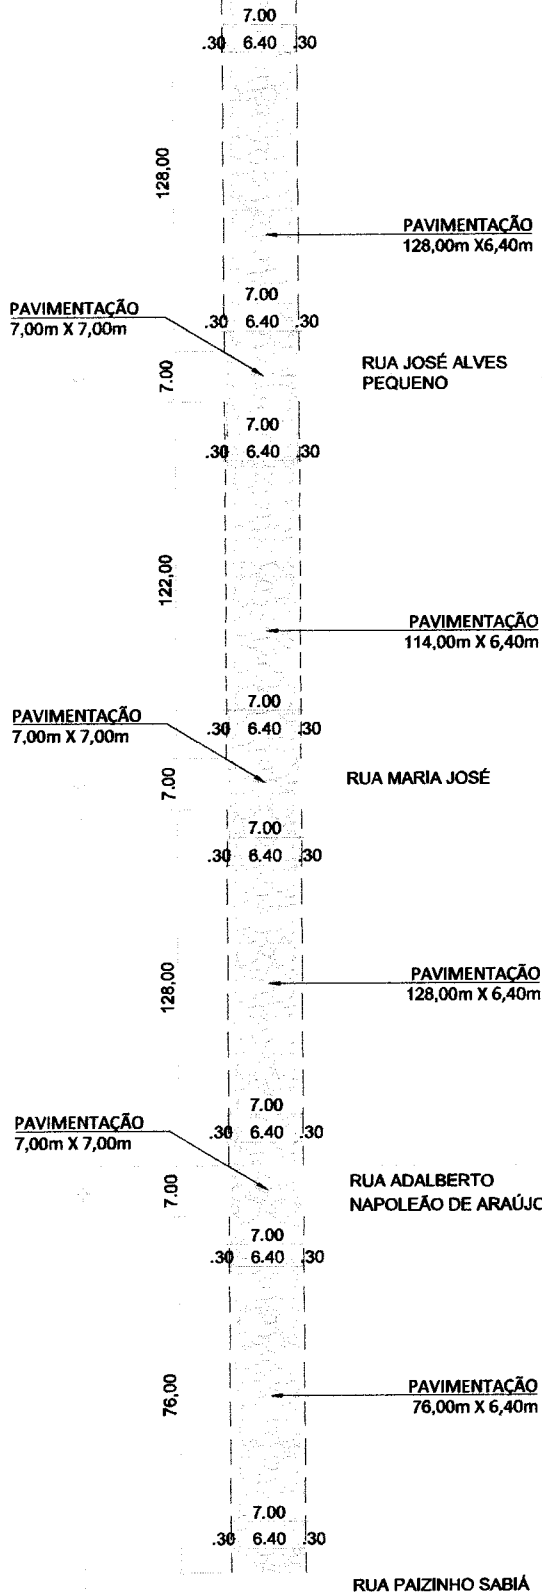 7.00
.30 6.40 .30
128,00
PAVIMENTAÇÃO
128,00m X6,40m
7.00
.30 6.40 .30
PAVIMENTAÇÃO
7,00m X 7,00m
7.00
RUA JOSÉ ALVES
PEQUENO
7.00
.30 6.40 .30
122,00
PAVIMENTAÇÃO
114,00m X 6,40m
7.00
.30 6.40 .30
PAVIMENTAÇÃO
7,00m X 7,00m
7.00
RUA MARIA JOSÉ
7.00
.30 6.40 .30
128,00
PAVIMENTAÇÃO
128,00m X 6,40m
7.00
.30 6.40 .30
PAVIMENTAÇÃO
7,00m X 7,00m
7.00
RUA ADALBERTO
NAPOLEÃO DE ARAÚJO
7.00
.30 6.40 .30
76,00
PAVIMENTAÇÃO
76,00m X 6,40m
7.00
.30 6.40 .30
RUA PAIZINHO SABIÁ